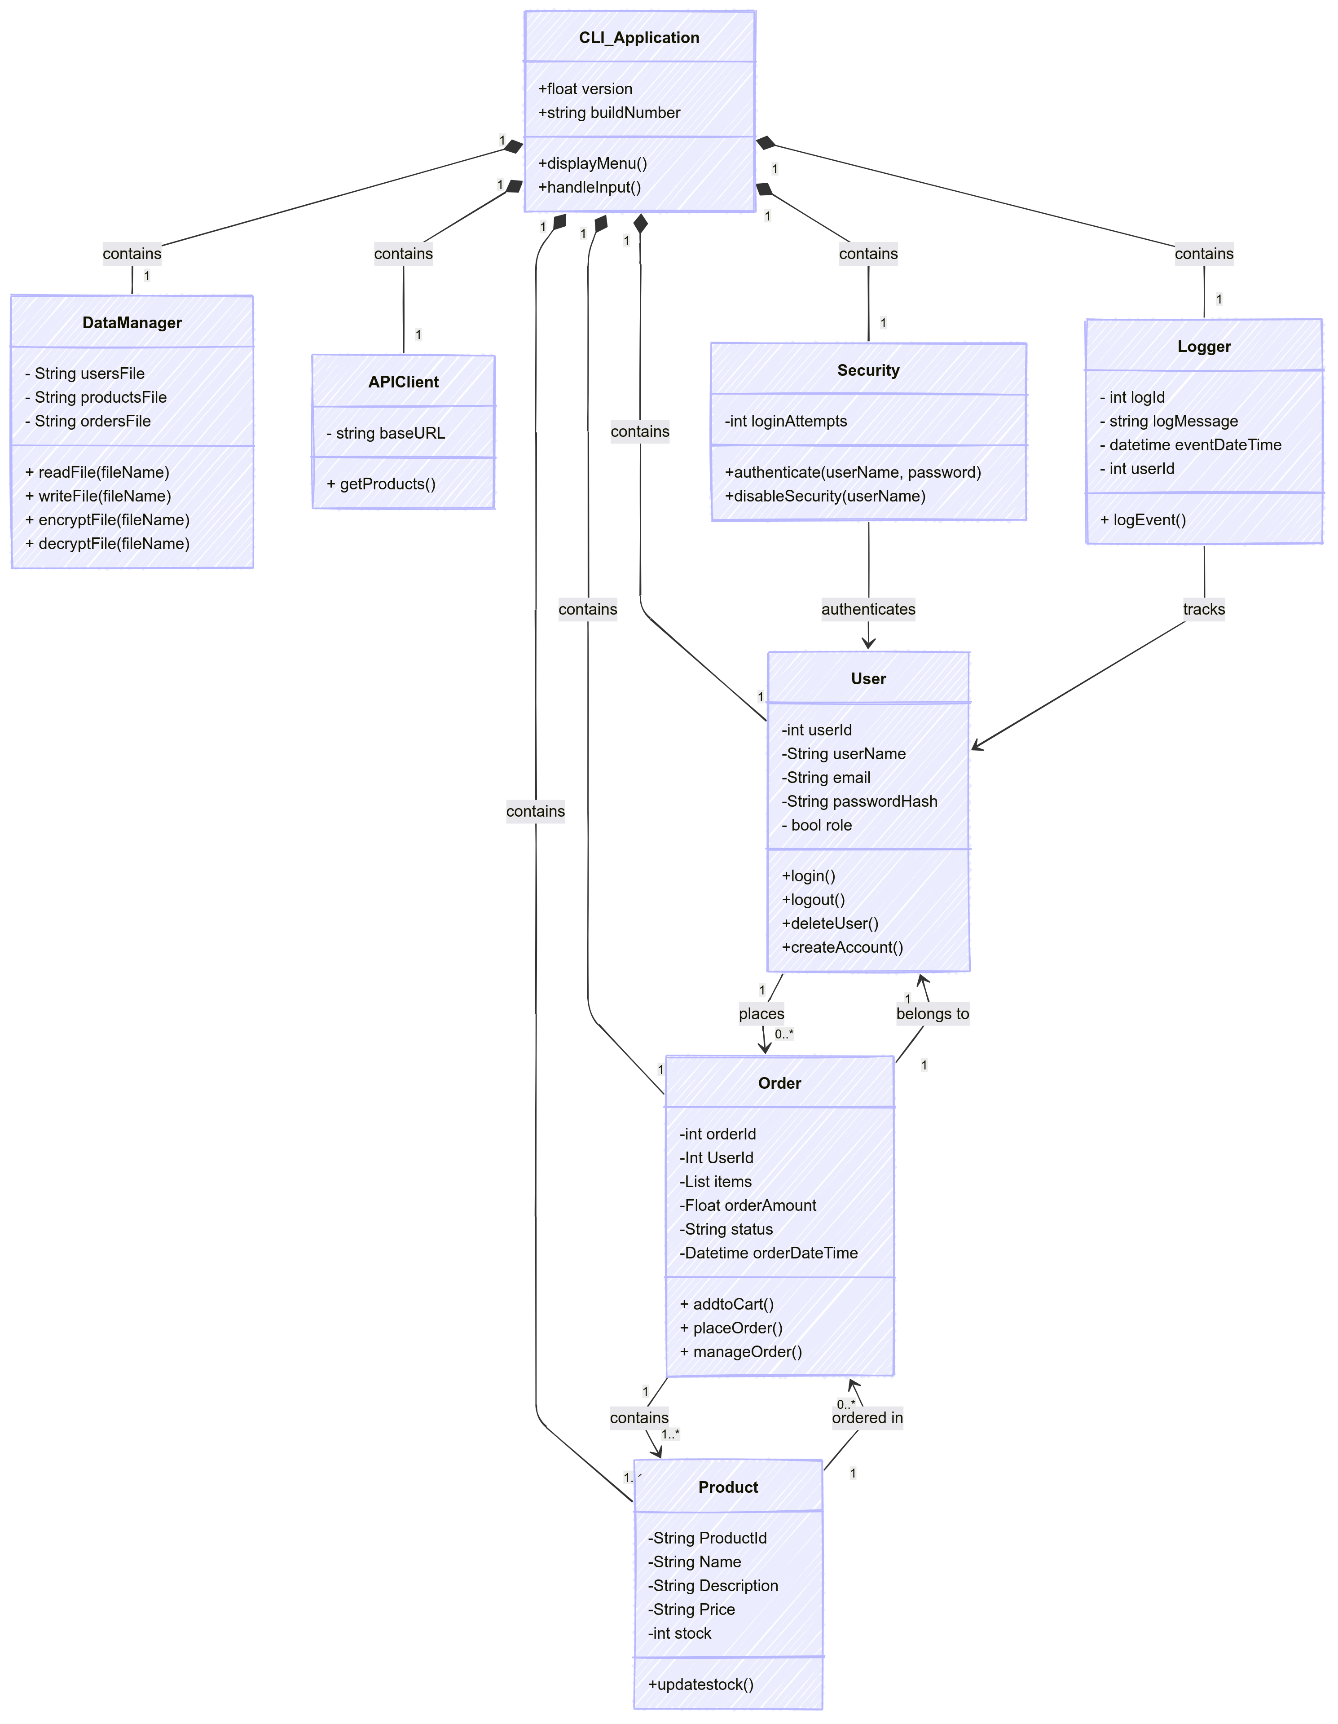 CLI_Application
+float version
+string buildNumber
+displayMenu()
+handleInput()
1
1
1
1
1
1
1
contains
contains
contains
contains
1
1
1
1
DataManager
- String usersFile
- String productsFile
- String ordersFile
+ readFile(fileName)
+ writeFile(fileName)
+ encryptFile(fileName)
+ decryptFile(fileName)
APIClient
- string baseURL
+ getProducts()
contains
Security
-int loginAttempts
+authenticate(userName, password)
+disableSecurity(userName)
Logger
- int logId
- string logMessage
- datetime eventDateTime
- int userId
+ logEvent()
contains
authenticates
tracks
1
User
-int userId
-String userName
-String email
-String passwordHash
- bool role
+login()
+logout()
+deleteUser()
+createAccount()
contains
1
places
0..*
1
belongs to
1
1
Order
-int orderId
-Int UserId
-List items
-Float orderAmount
-String status
-Datetime orderDateTime
+ addtoCart()
+ placeOrder()
+ manageOrder()
1
contains
1..*
0..*
ordered in
1
Product
-String ProductId
-String Name
-String Description
-String Price
-int stock
+updatestock()